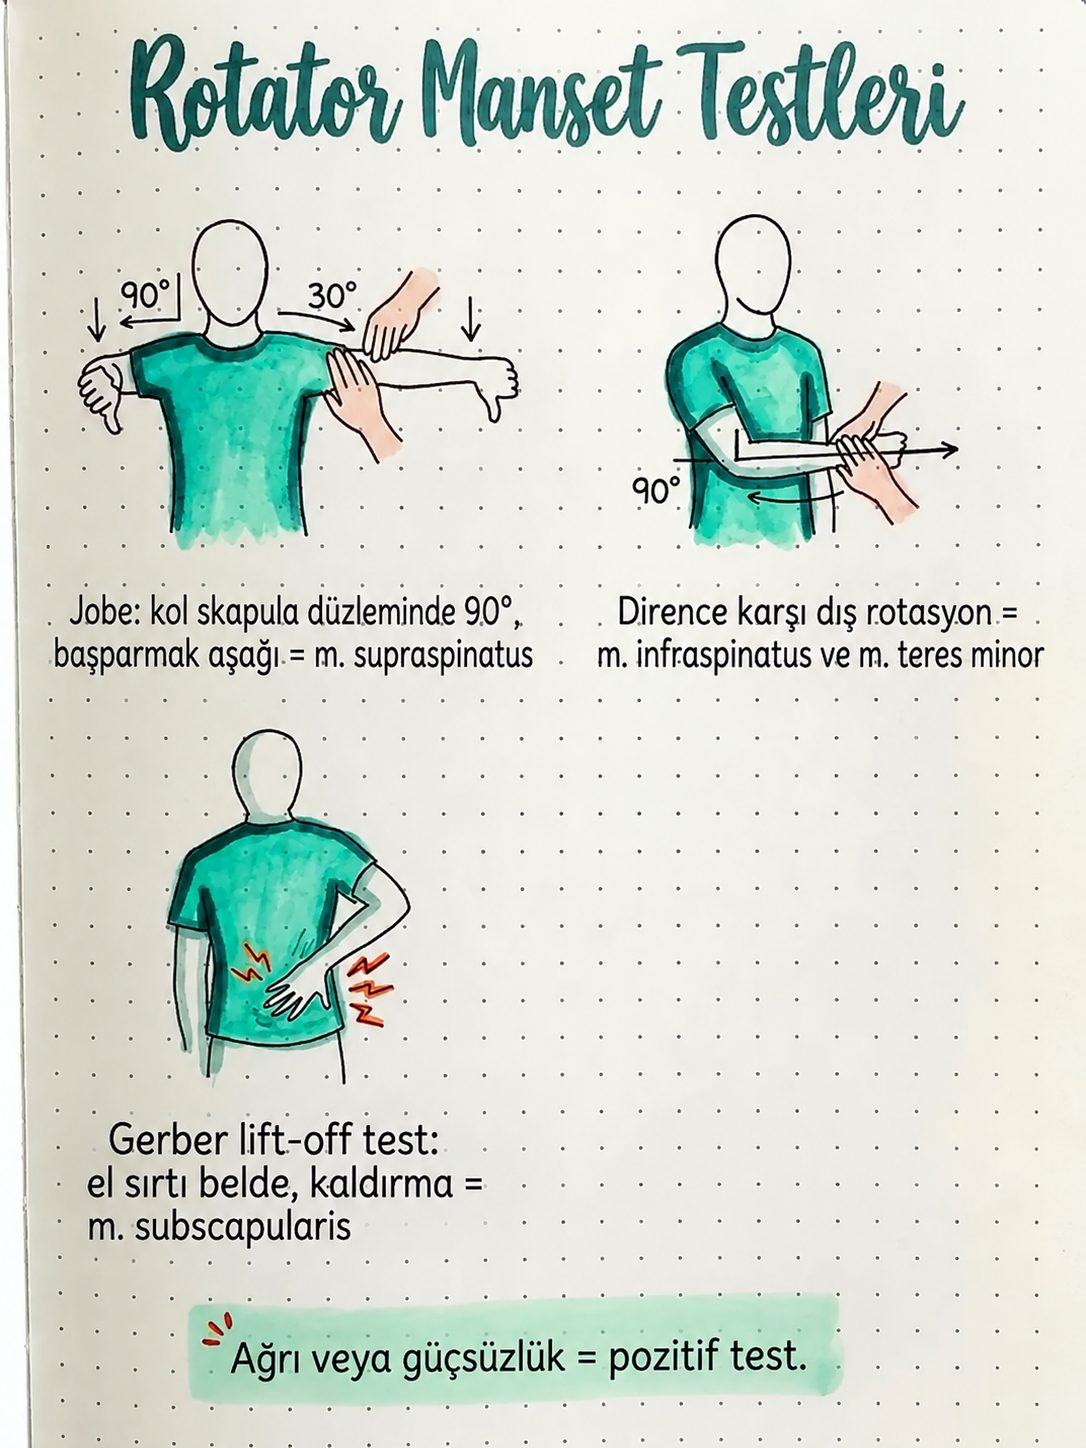 Rotator Manset Testleri
90°
30°
90°
Jobe: kol skapula düzleminde 90°,
başparmak aşağı = m. supraspinatus
Dirence karşı dış rotasyon =
m. infraspinatus ve m. teres minor
Gerber lift-off test:
el sırtı belde, kaldırma =
m. subscapularis
Ağrı veya güçsüzlük = pozitif test.